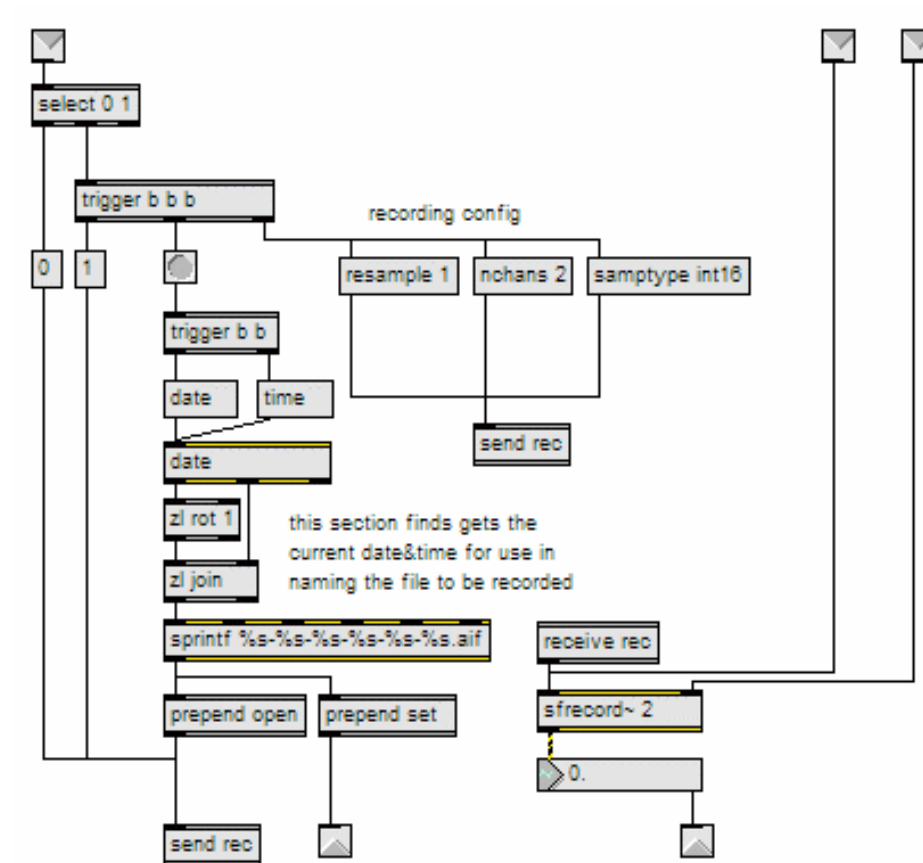 select 0 1
trigger b b b
recording config
0
1
resample 1
nchans 2
samptype int16
trigger b b
date
time
send rec
date
zl rot 1
this section finds gets the
current date&time for use in
naming the file to be recorded
zl join
sprintf %s-%s-%s-%s-%s-%s.aif
receive rec
prepend open
prepend set
sfrecord~ 2
0.
send rec